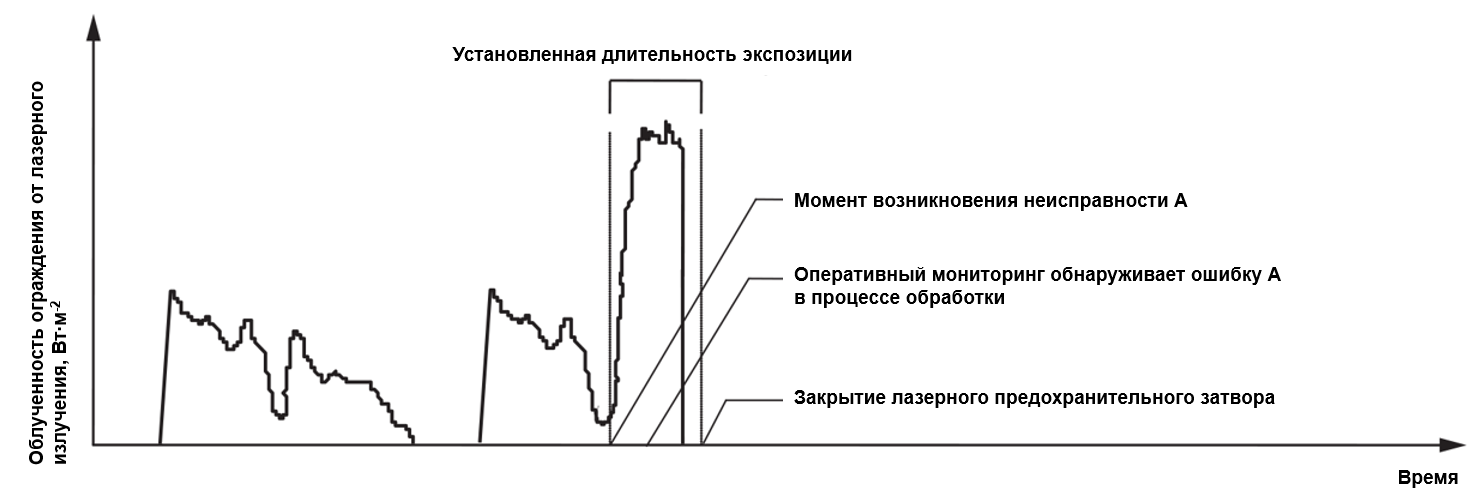 Установленная длительность экспозиции
Облученность ограждения от лазерного
излучения, Вт·м-2
Момент возникновения неисправности А
Оперативный мониторинг обнаруживает ошибку А
в процессе обработки
Закрытие лазерного предохранительного затвора
Время